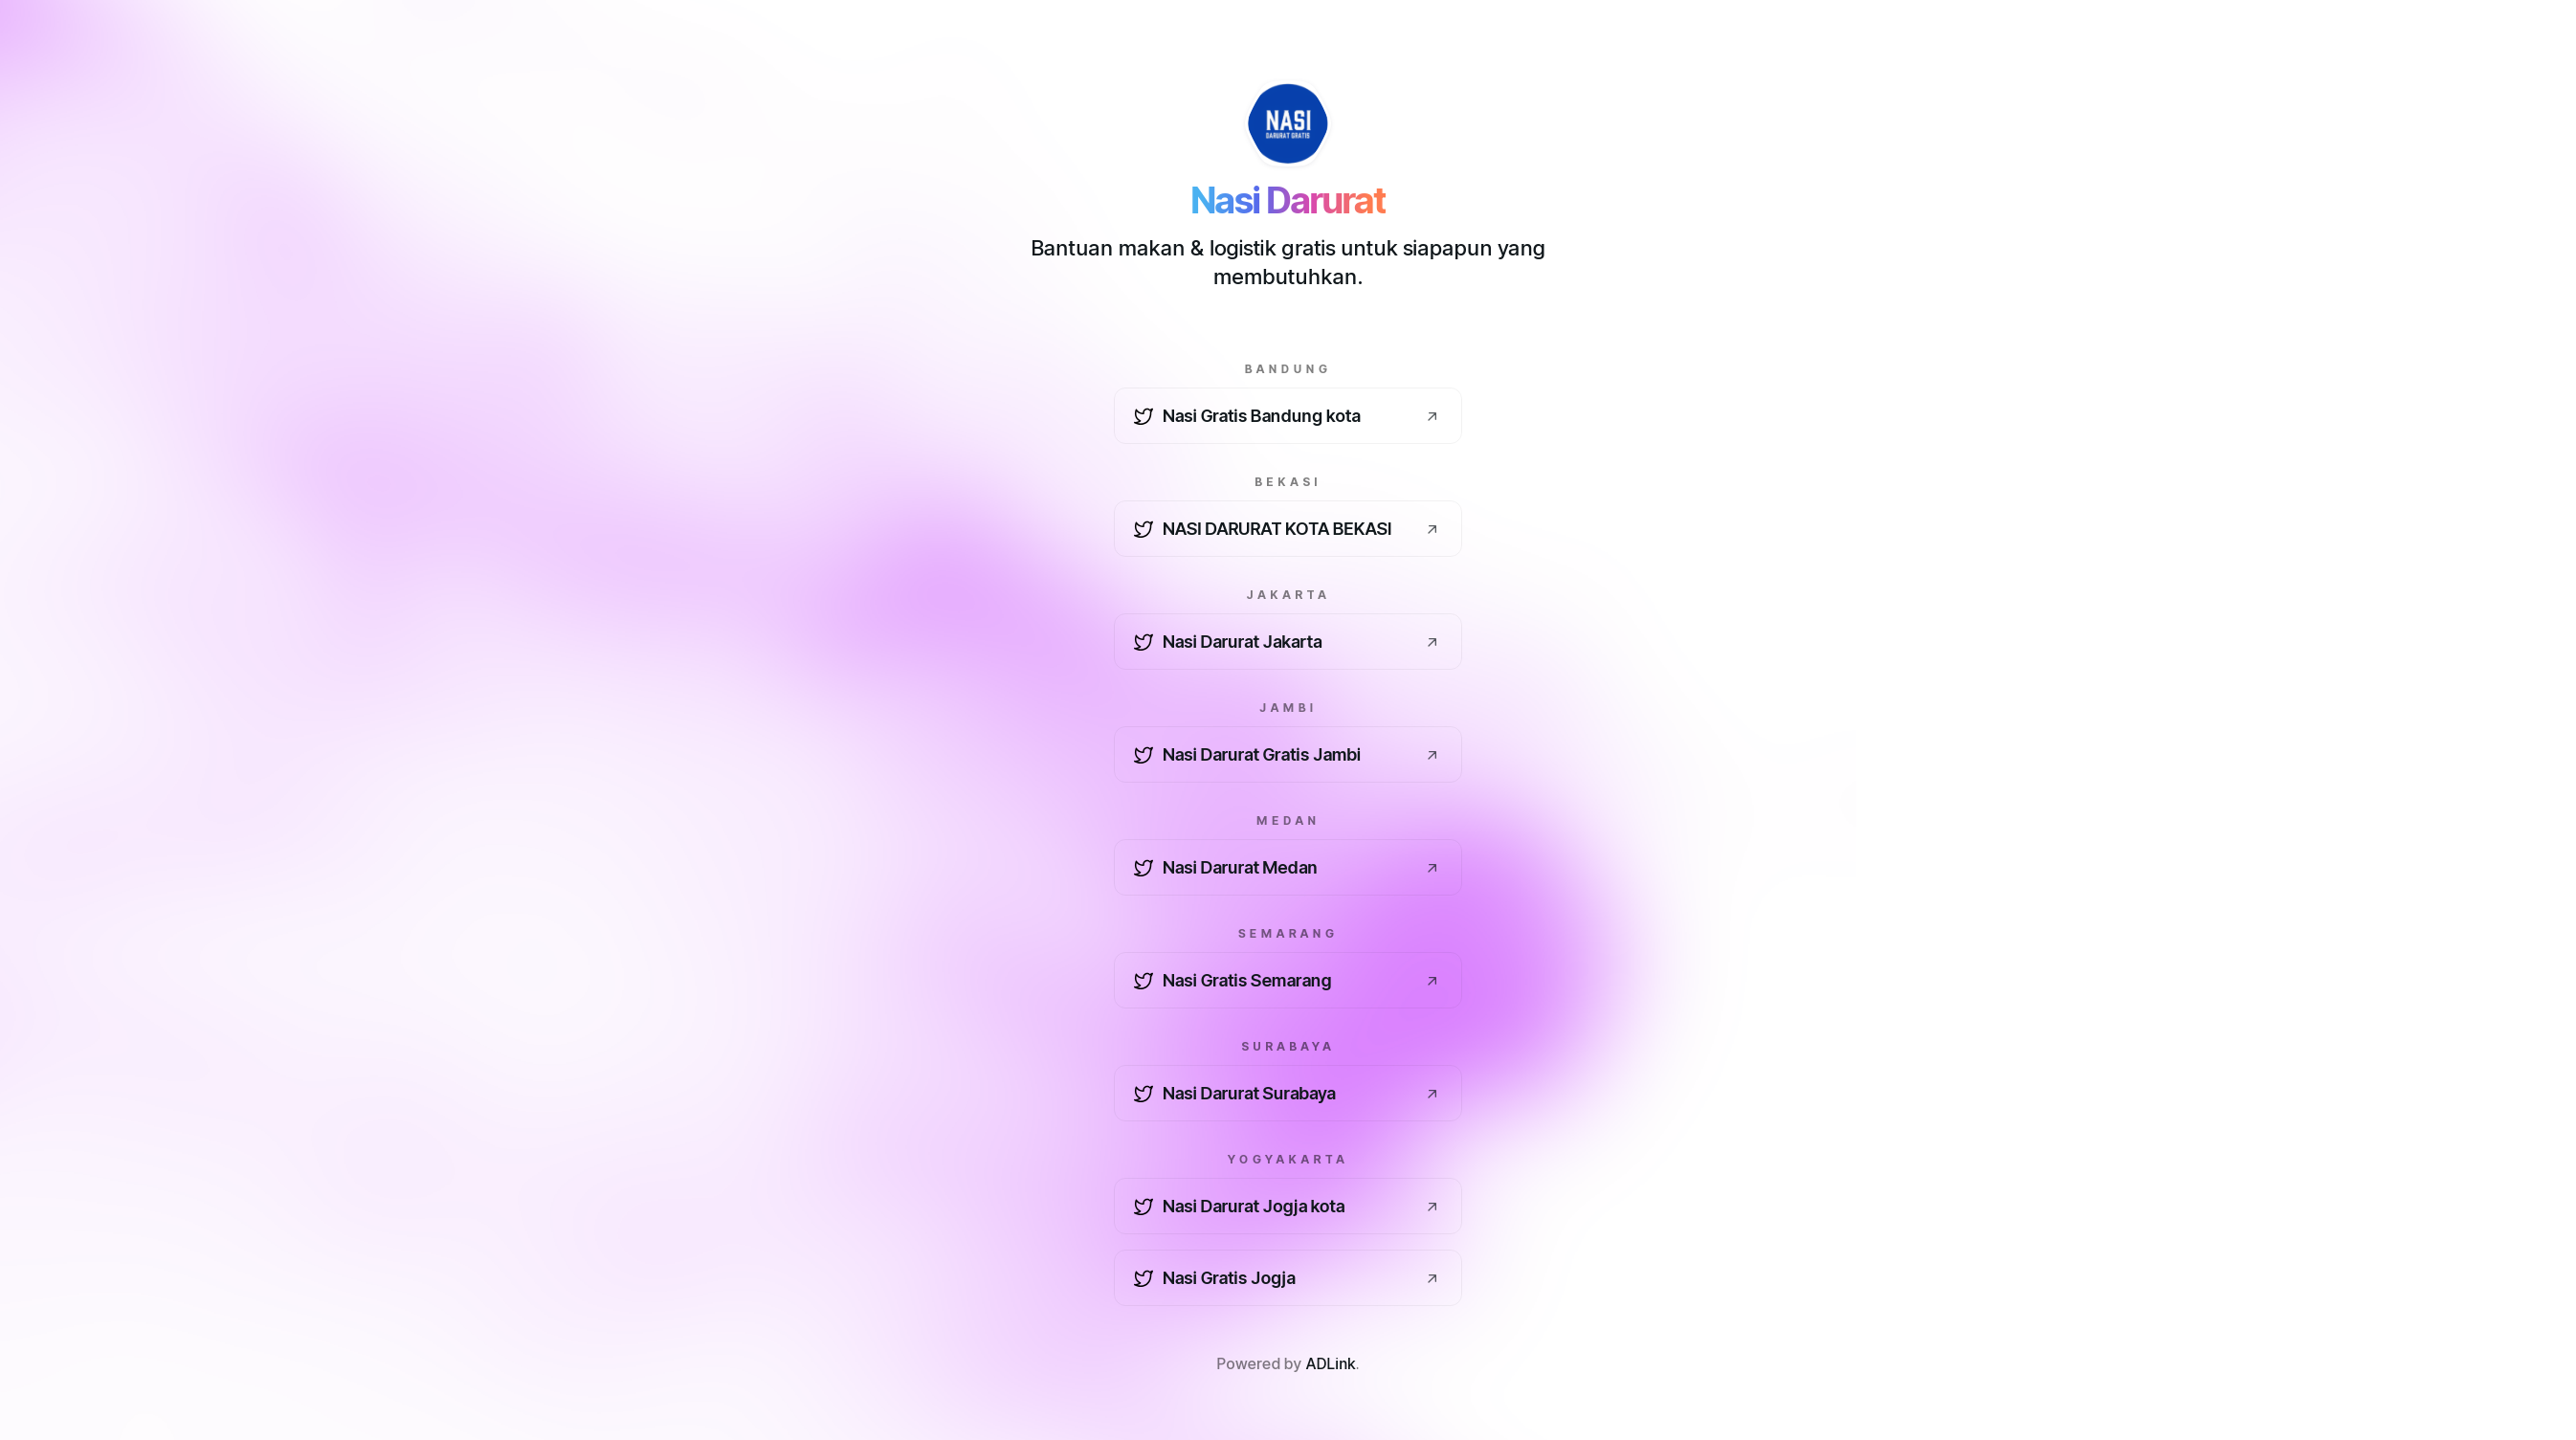 NASI
DARURAT GRATIS
Nasi Darurat
Bantuan makan & logistik gratis untuk siapapun yang
membutuhkan.
BANDUNG
Nasi Gratis Bandung kota
BEKASI
NASI DARURAT KOTA BEKASI
JAKARTA
Nasi Darurat Jakarta
JAMBI
Nasi Darurat Gratis Jambi
MEDAN
Nasi Darurat Medan
SEMARANG
Nasi Gratis Semarang
SURABAYA
Nasi Darurat Surabaya
YOGYAKARTA
Nasi Darurat Jogja kota
Nasi Gratis Jogja
Powered by ADLink.